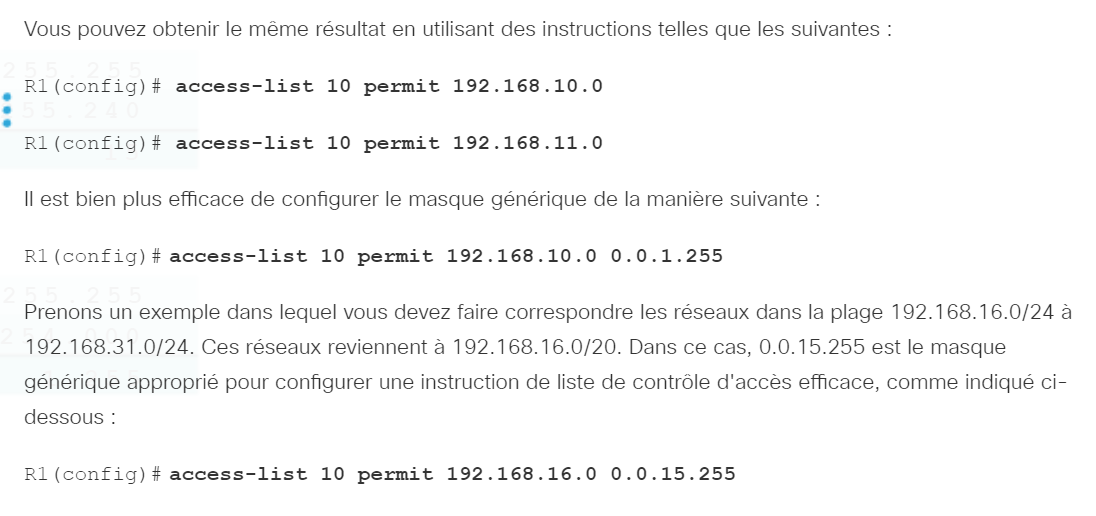 Vous pouvez obtenir le même résultat en utilisant des instructions telles que les suivantes :
R1(config)# access-list 10 permit 192.168.10.0
R1(config)# access-list 10 permit 192.168.11.0
Il est bien plus efficace de configurer le masque générique de la manière suivante :
R1(config)# access-list 10 permit 192.168.10.0 0.0.1.255
Prenons un exemple dans lequel vous devez faire correspondre les réseaux dans la plage 192.168.16.0/24 à
192.168.31.0/24. Ces réseaux reviennent à 192.168.16.0/20. Dans ce cas, 0.0.15.255 est le masque
générique approprié pour configurer une instruction de liste de contrôle d'accès efficace, comme indiqué ci-
dessous :
R1(config)# access-list 10 permit 192.168.16.0 0.0.15.255